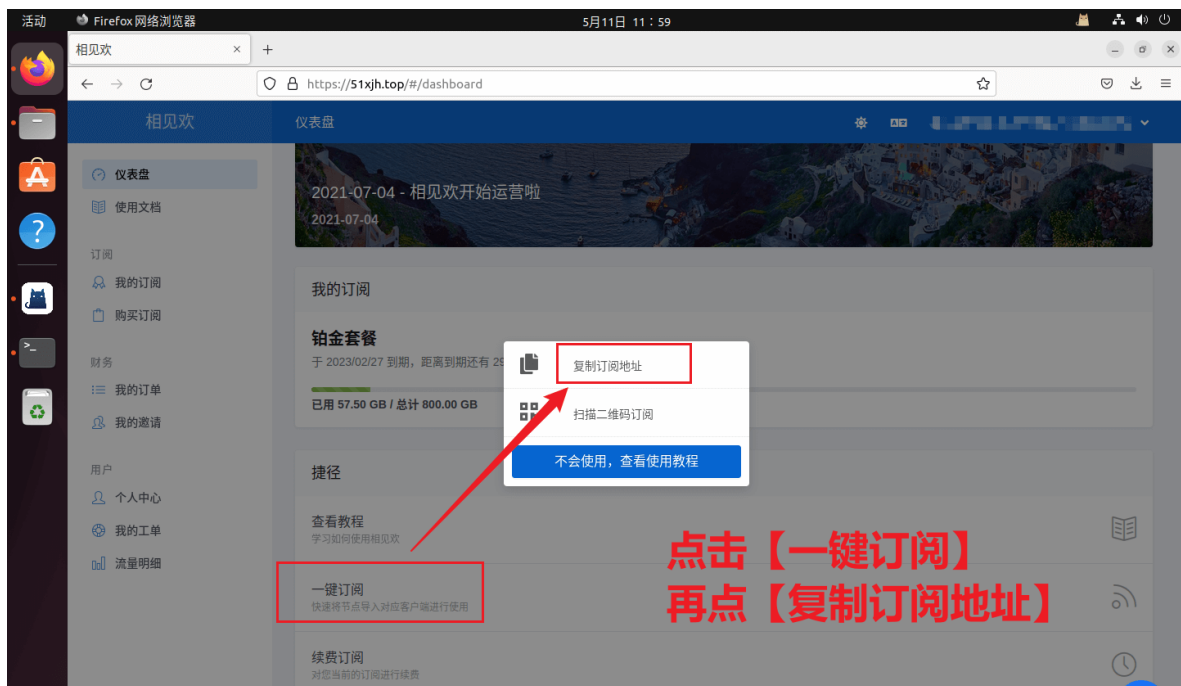 活动 Firefox 网络浏览器 5月11日 11：59
相见欢 × +
https://51xjh.top/#/dashboard
相见欢 仪表盘
仪表盘
使用文档
订阅
我的订阅
购买订阅
财务
我的订单
我的邀请
用户
个人中心
我的工单
流量明细
2021-07-04 - 相见欢开始运营啦
2021-07-04
我的订阅
铂金套餐
于 2023/02/27 到期，距离到期还有 29
已用 57.50 GB / 总计 800.00 GB
复制订阅地址
扫描二维码订阅
不会使用，查看使用教程
捷径
查看教程
学习如何使用相见欢
一键订阅
快速将节点导入对应客户端进行使用
续费订阅
对您当前的订阅进行续费
点击【一键订阅】
再点【复制订阅地址】